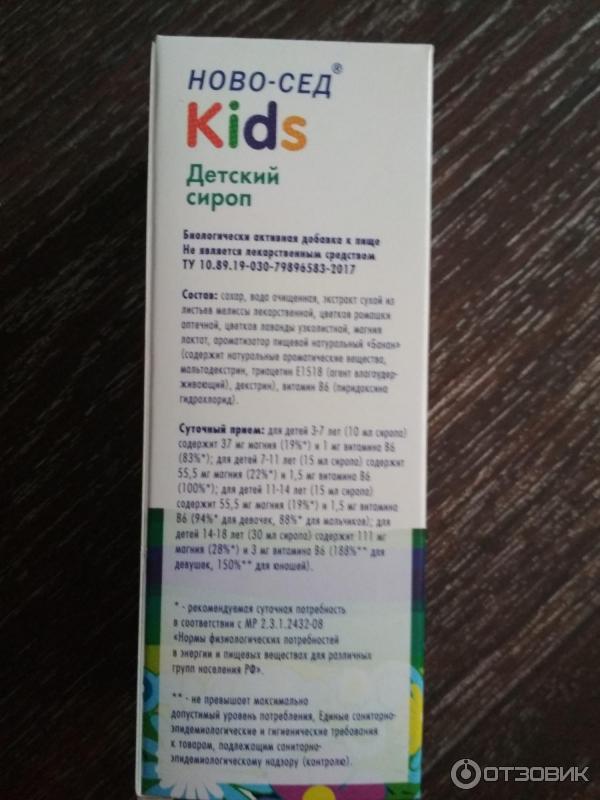 НОВО-СЕД®
Kids
Детский
сироп
Биологически активная добавка к пище
Не является лекарственным средством
ТУ 10.89.19-030-79896583-2017
Состав: сахар, вода очищенная, экстракт сухой из
листьев мелиссы лекарственной, цветков ромашки
аптечной, цветков лаванды узколистной, магния
лактат, ароматизатор пищевой натуральный «Банан»
(содержит натуральные ароматические вещества,
мальтодекстрин, триацетин Е1518 (агент влагоудер-
живающий), декстрин), витамин В6 (пиридоксина
гидрохлорид).
Суточный прием: для детей 3-7 лет (10 мл сиропа)
содержит 37 мг магния (19%*) и 1 мг витамина В6
(83%*); для детей 7-11 лет (15 мл сиропа) содержит
55,5 мг магния (22%*) и 1,5 мг витамина В6
(100%*); для детей 11-14 лет (15 мл сиропа)
содержит 55,5 мг магния (19%*) и 1,5 мг витамина
В6 (94%* для девочек, 88%* для мальчиков); для
детей 14-18 лет (30 мл сиропа) содержит 111 мг
магния (28%*) и 3 мг витамина В6 (188%** для
девушек, 150%** для юношей).
* - рекомендуемая суточная потребность
в соответствии с МР 2.3.1.2432-08
«Нормы физиологических потребностей
в энергии и пищевых веществах для различных
групп населения РФ».
** - не превышает максимально
допустимый уровень потребления, Единые санитарно-
эпидемиологические и гигиенические требования
к товарам, подлежащим санитарно-
эпидемиологическому надзору (контролю).
ОТЗОВИК